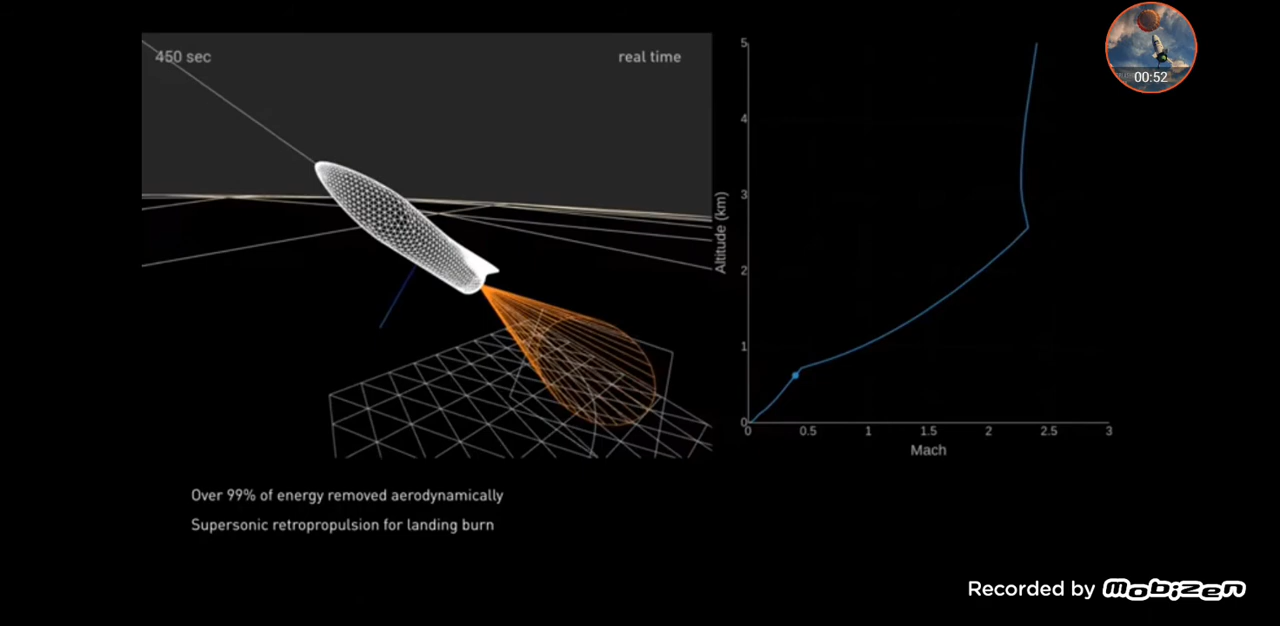 450 sec
real time
00:52
5
4
3
2
1
0
Altitude (km)
0
0.5
1
1.5
2
2.5
3
Mach
Over 99% of energy removed aerodynamically
Supersonic retropropulsion for landing burn
Recorded by mobizen